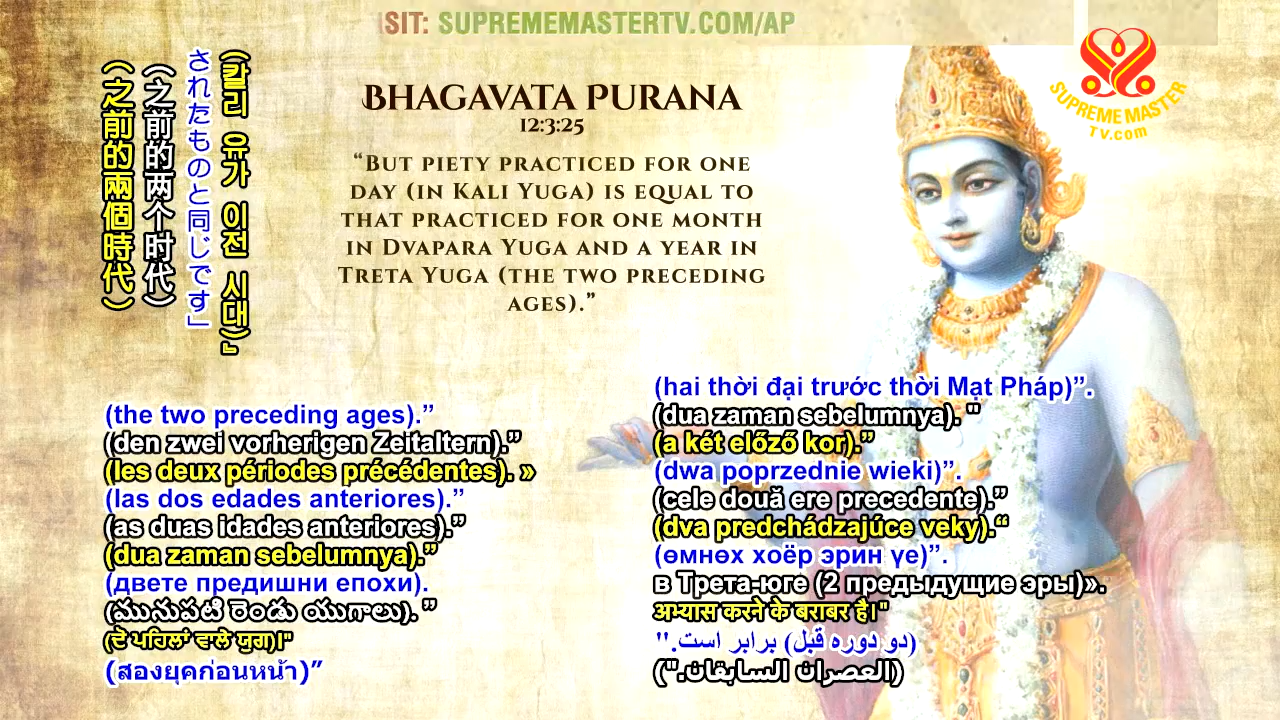 SIT: SUPREMEMASTERTV.COM/AP
SUPREME MASTER
TV.com
BHAGAVATA PURANA
12:3:25
“BUT PIETY PRACTICED FOR ONE
DAY (IN KALI YUGA) IS EQUAL TO
THAT PRACTICED FOR ONE MONTH
IN DVAPARA YUGA AND A YEAR IN
TRETA YUGA (THE TWO PRECEDING
AGES).”
(칼리 유가 이전 시대)』
されたものと同じです」
(之前的两个时代)
(之前的兩個時代)
(the two preceding ages).”
(den zwei vorherigen Zeitaltern).”
(les deux périodes précédentes). »
(las dos edades anteriores).”
(as duas idades anteriores).”
(dua zaman sebelumnya).”
(двете предишни епохи).
(మునుపటి రెండు యుగాలు). ”
(ਦੋ ਪਹਿਲਾਂ ਵਾਲੇ ਯੁਗ)।"
(สองยุคก่อนหน้า)”
(hai thời đại trước thời Mạt Pháp)”.
(dua zaman sebelumnya). "
(a két előző kor).”
(dwa poprzednie wieki)”.
(cele două ere precedente).”
(dva predchádzajúce veky).“
(өмнөх хоёр эрин үе)”.
в Трета-юге (2 предыдущие эры)».
अभ्यास करने के बराबर है।"
(دو دوره قبل) برابر است."
(العصران السابقان.")